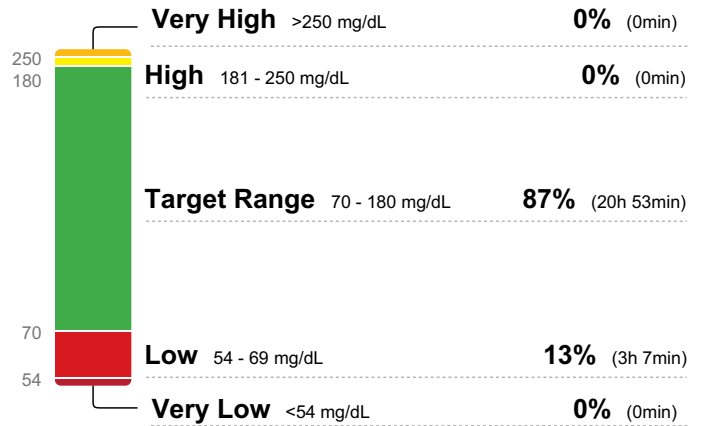 Very High >250 mg/dL 0% (0min)
250
High 181 - 250 mg/dL 0% (0min)
180
Target Range 70 - 180 mg/dL 87% (20h 53min)
70
Low 54 - 69 mg/dL 13% (3h 7min)
54
Very Low <54 mg/dL 0% (0min)